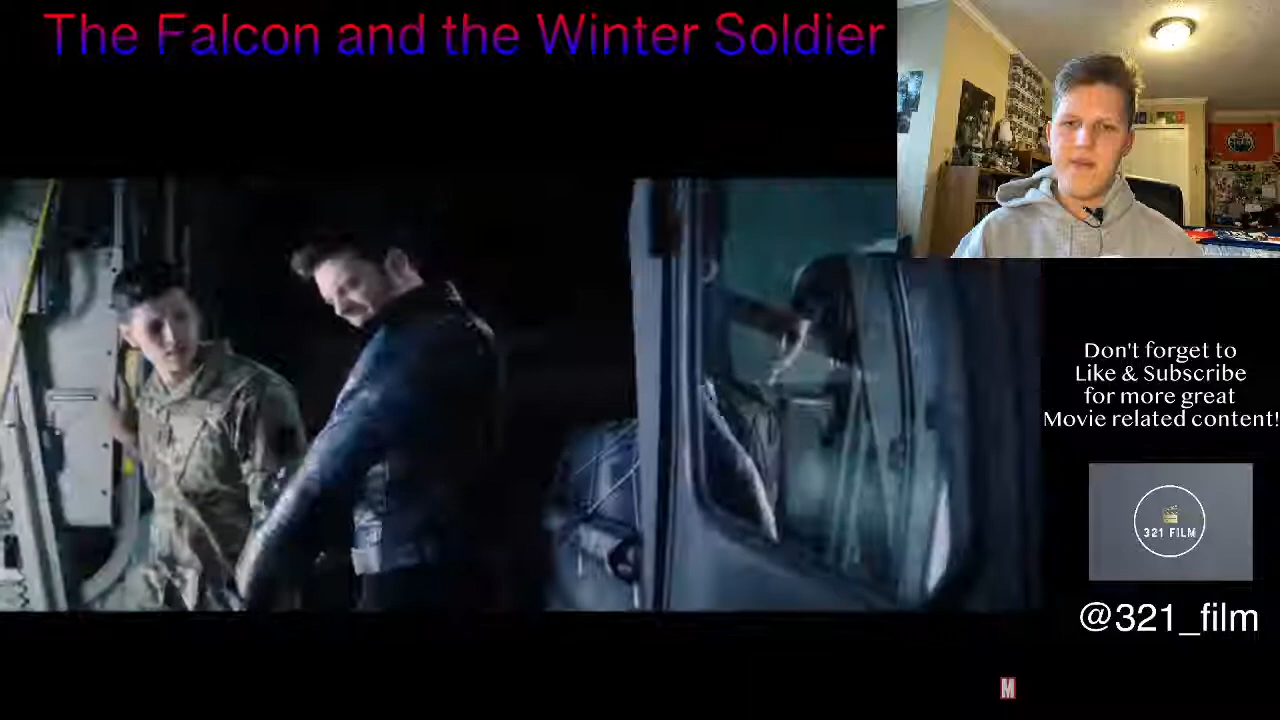 The Falcon and the Winter Soldier
Don't forget to
Like & Subscribe
for more great
Movie related content!
321 FILM
@321_film
M